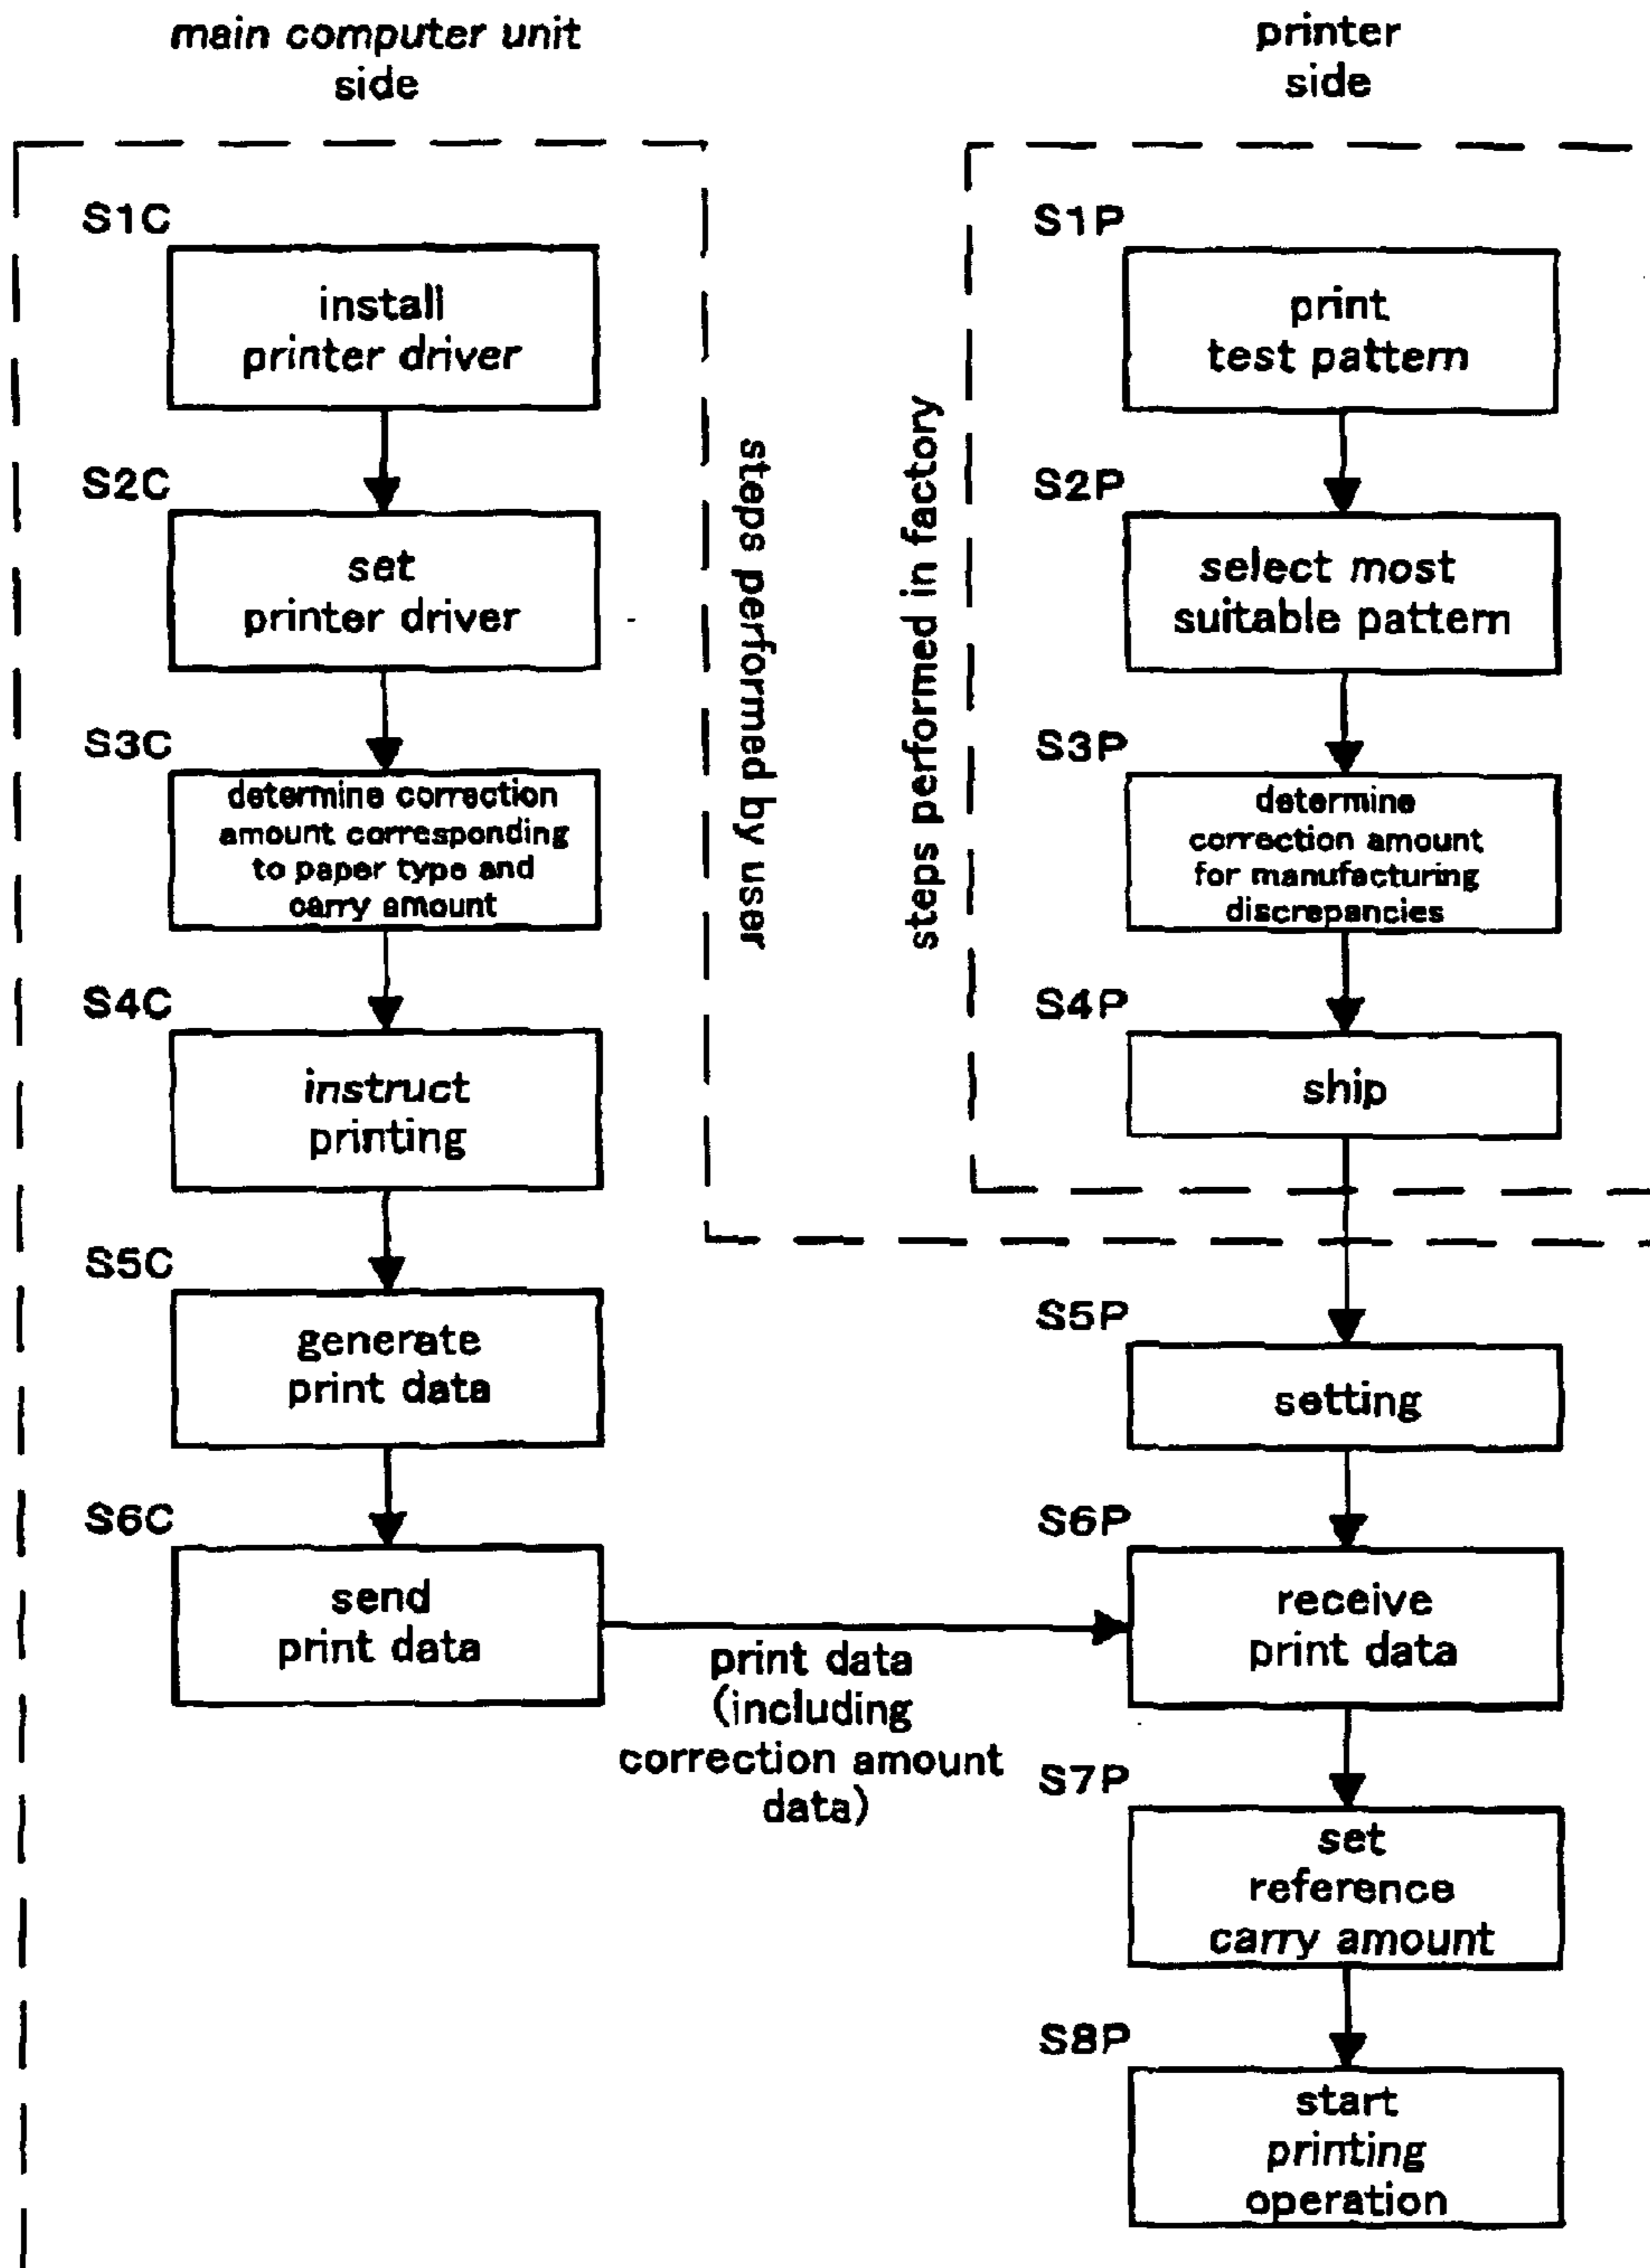 main computer unit
side
S1C
install
printer driver
S2C
set
printer driver
S3C
determine correction
amount corresponding
to paper type and
carry amount
S4C
instruct
printing
S5C
generate
print data
S6C
send
print data
steps performed by user
print data
(including
correction amount
data)
printer
side
steps performed in factory
S1P
print
test pattern
S2P
select most
suitable pattern
S3P
determine
correction amount
for manufacturing
discrepancies
S4P
ship
S5P
setting
S6P
receive
print data
S7P
set
reference
carry amount
S8P
start
printing
operation